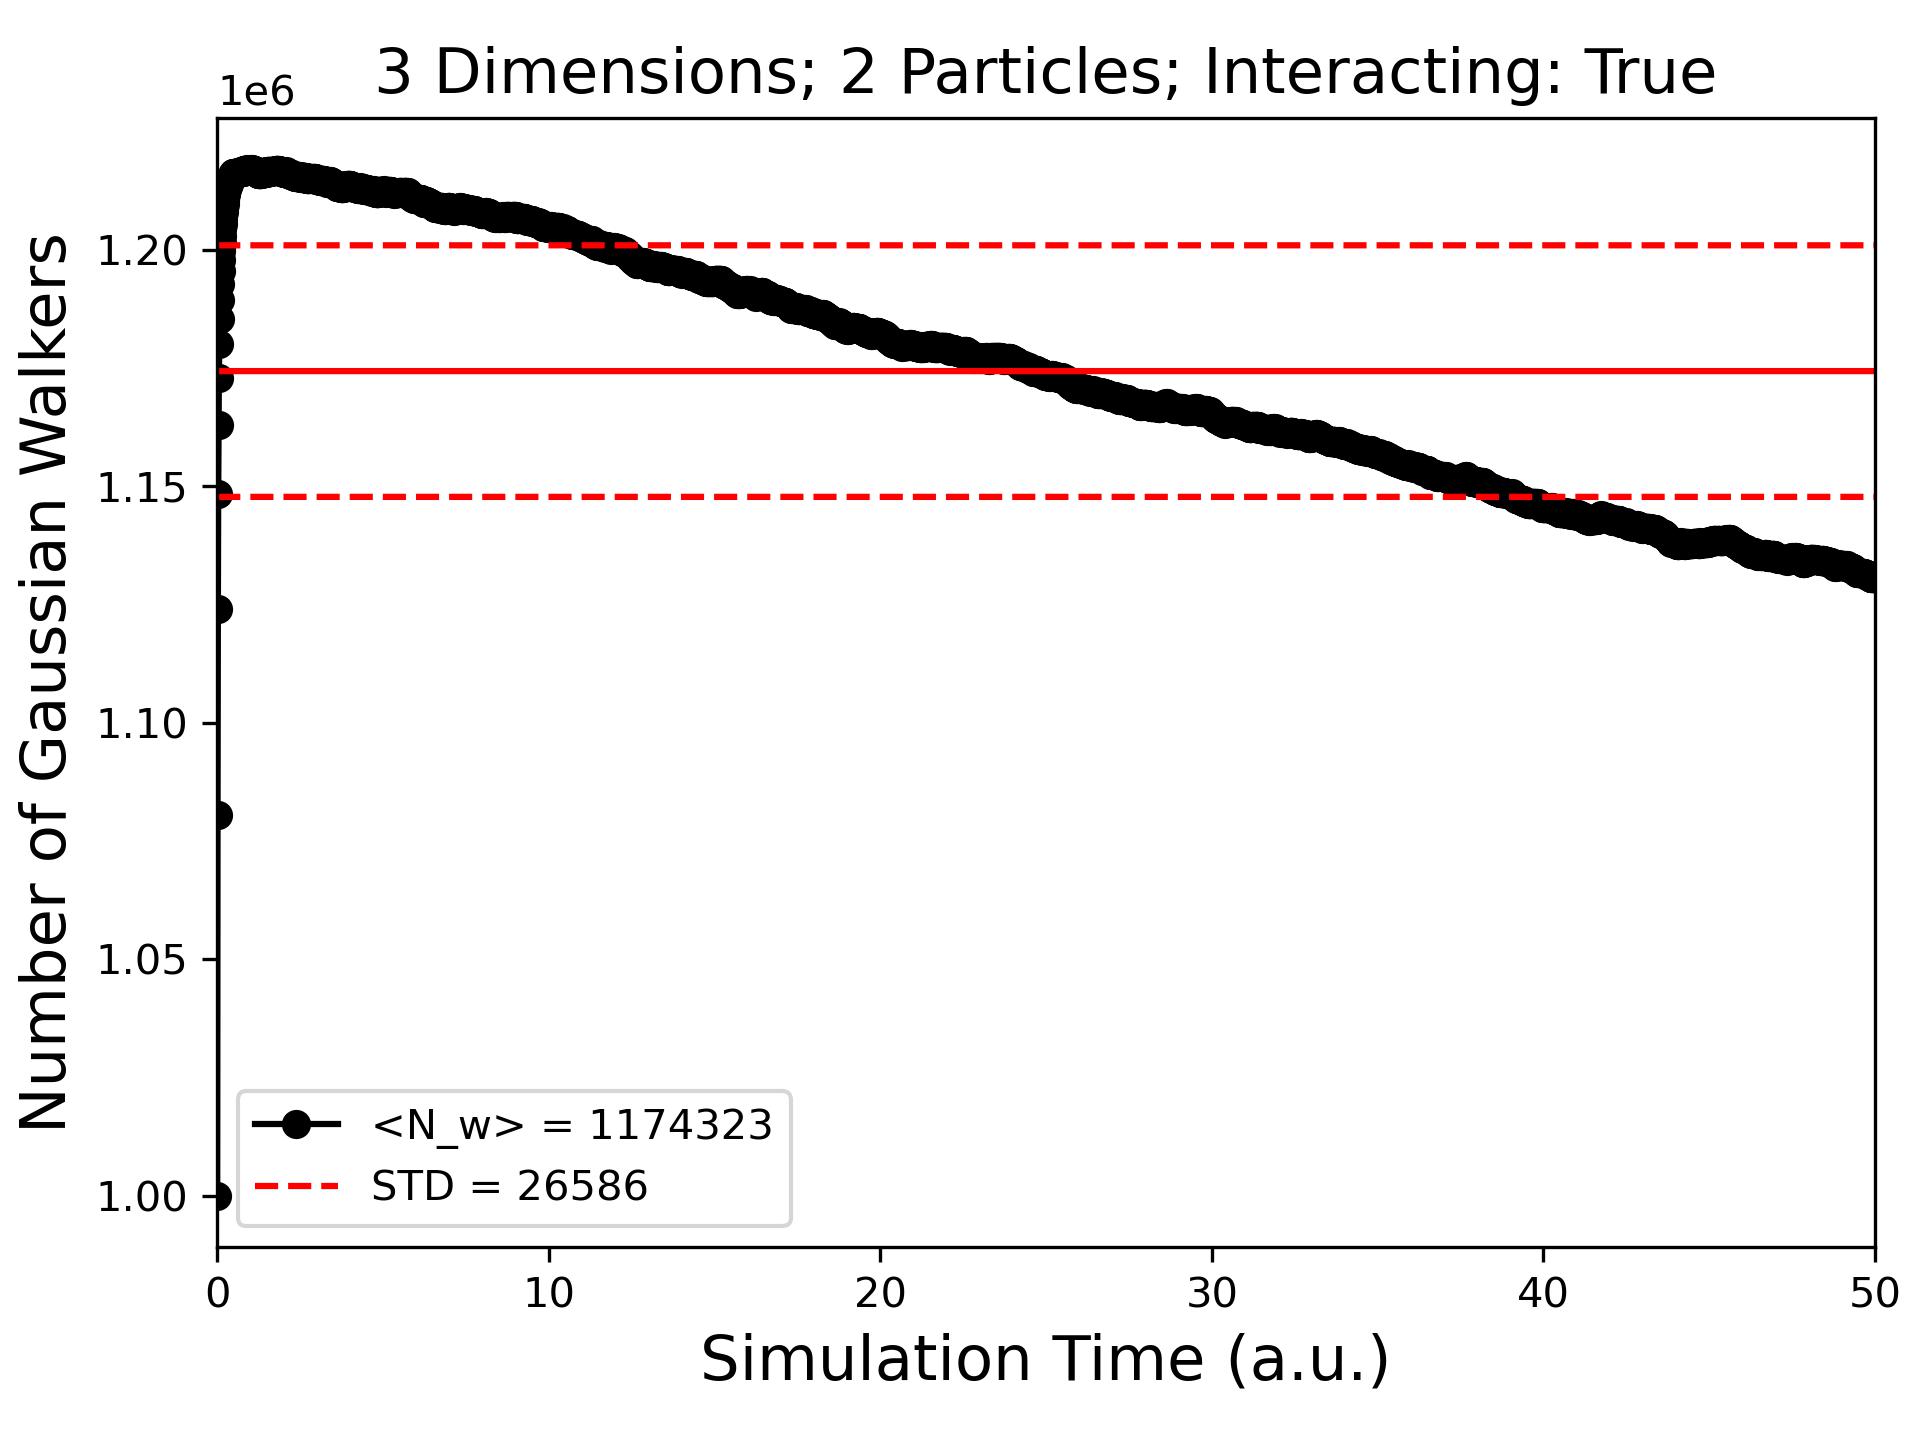 3 Dimensions; 2 Particles; Interacting: True
1e6
Number of Gaussian Walkers
1.20
1.15
1.10
1.05
1.00
<N_w> = 1174323
STD = 26586
0 10 20 30 40 50
Simulation Time (a.u.)